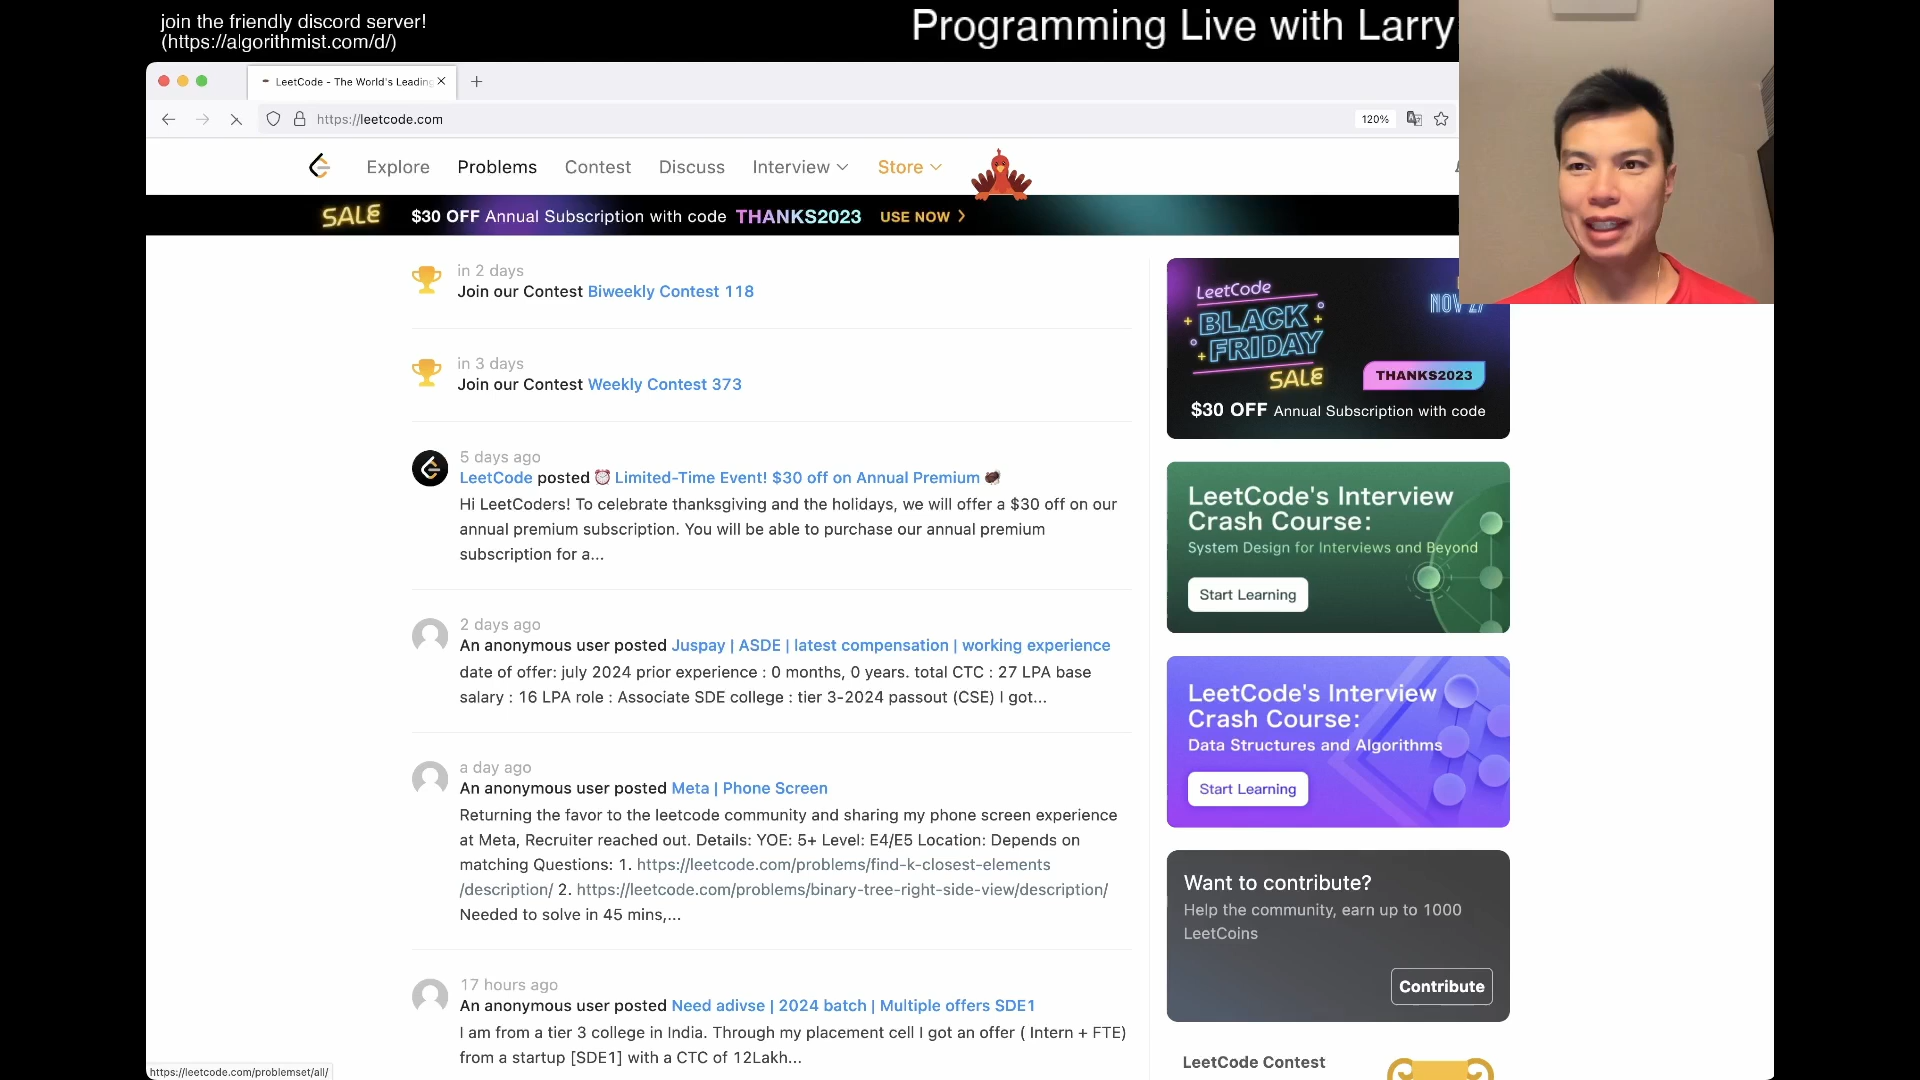 join the friendly discord server!
(https://algorithmist.com/d/)
Programming Live with Larry
LeetCode - The World's Leading
https://leetcode.com
120%
Explore
Problems
Contest
Discuss
Interview
Store
SALE
$30 OFF Annual Subscription with code THANKS2023 USE NOW
in 2 days
Join our Contest Biweekly Contest 118
in 3 days
Join our Contest Weekly Contest 373
5 days ago
LeetCode posted ⏰ Limited-Time Event! $30 off on Annual Premium 🦃
Hi LeetCoders! To celebrate thanksgiving and the holidays, we will offer a $30 off on our
annual premium subscription. You will be able to purchase our annual premium
subscription for a...
2 days ago
An anonymous user posted Juspay | ASDE | latest compensation | working experience
date of offer: july 2024 prior experience : 0 months, 0 years. total CTC : 27 LPA base
salary : 16 LPA role : Associate SDE college : tier 3-2024 passout (CSE) I got...
a day ago
An anonymous user posted Meta | Phone Screen
Returning the favor to the leetcode community and sharing my phone screen experience
at Meta, Recruiter reached out. Details: YOE: 5+ Level: E4/E5 Location: Depends on
matching Questions: 1. https://leetcode.com/problems/find-k-closest-elements
/description/ 2. https://leetcode.com/problems/binary-tree-right-side-view/description/
Needed to solve in 45 mins,...
17 hours ago
An anonymous user posted Need adivse | 2024 batch | Multiple offers SDE1
I am from a tier 3 college in India. Through my placement cell I got an offer ( Intern + FTE)
from a startup [SDE1] with a CTC of 12Lakh...
LeetCode
BLACK
FRIDAY
SALE
NOV 27
THANKS2023
$30 OFF Annual Subscription with code
LeetCode's Interview
Crash Course:
System Design for Interviews and Beyond
Start Learning
LeetCode's Interview
Crash Course:
Data Structures and Algorithms
Start Learning
Want to contribute?
Help the community, earn up to 1000
LeetCoins
Contribute
LeetCode Contest
https://leetcode.com/problemset/all/